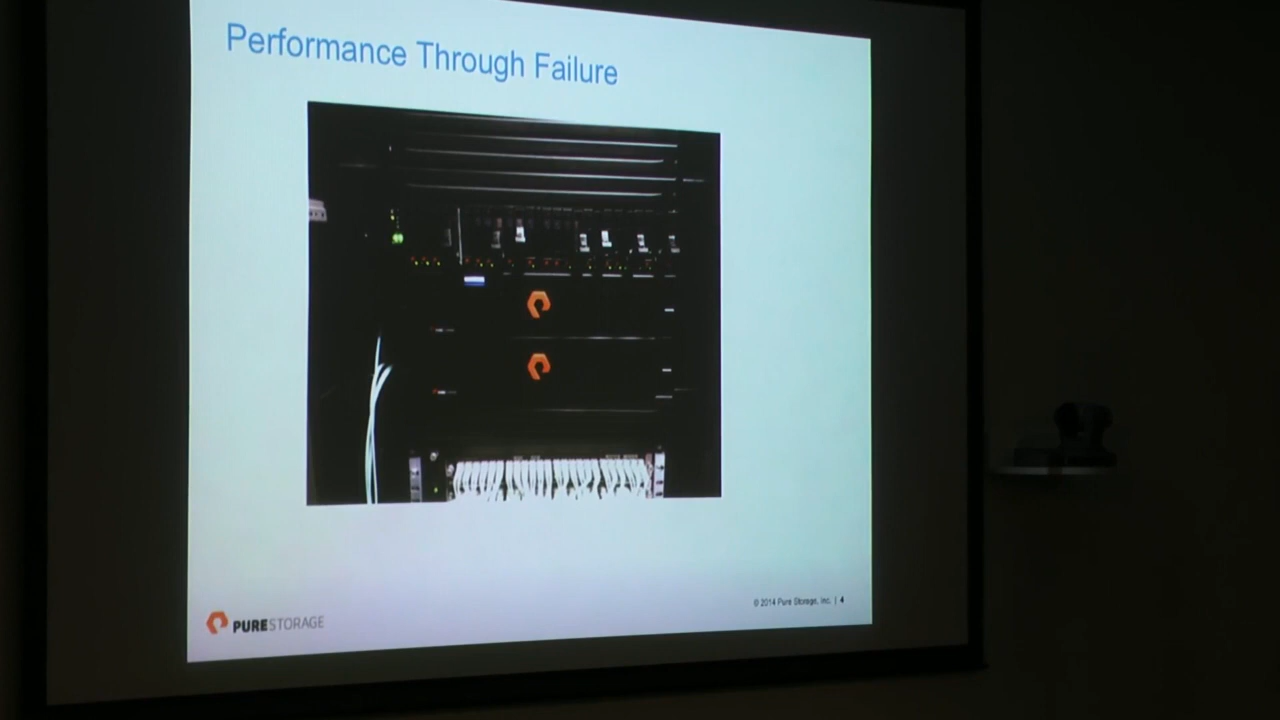 Performance Through Failure
© 2014 Pure Storage, Inc. | 4
PURESTORAGE